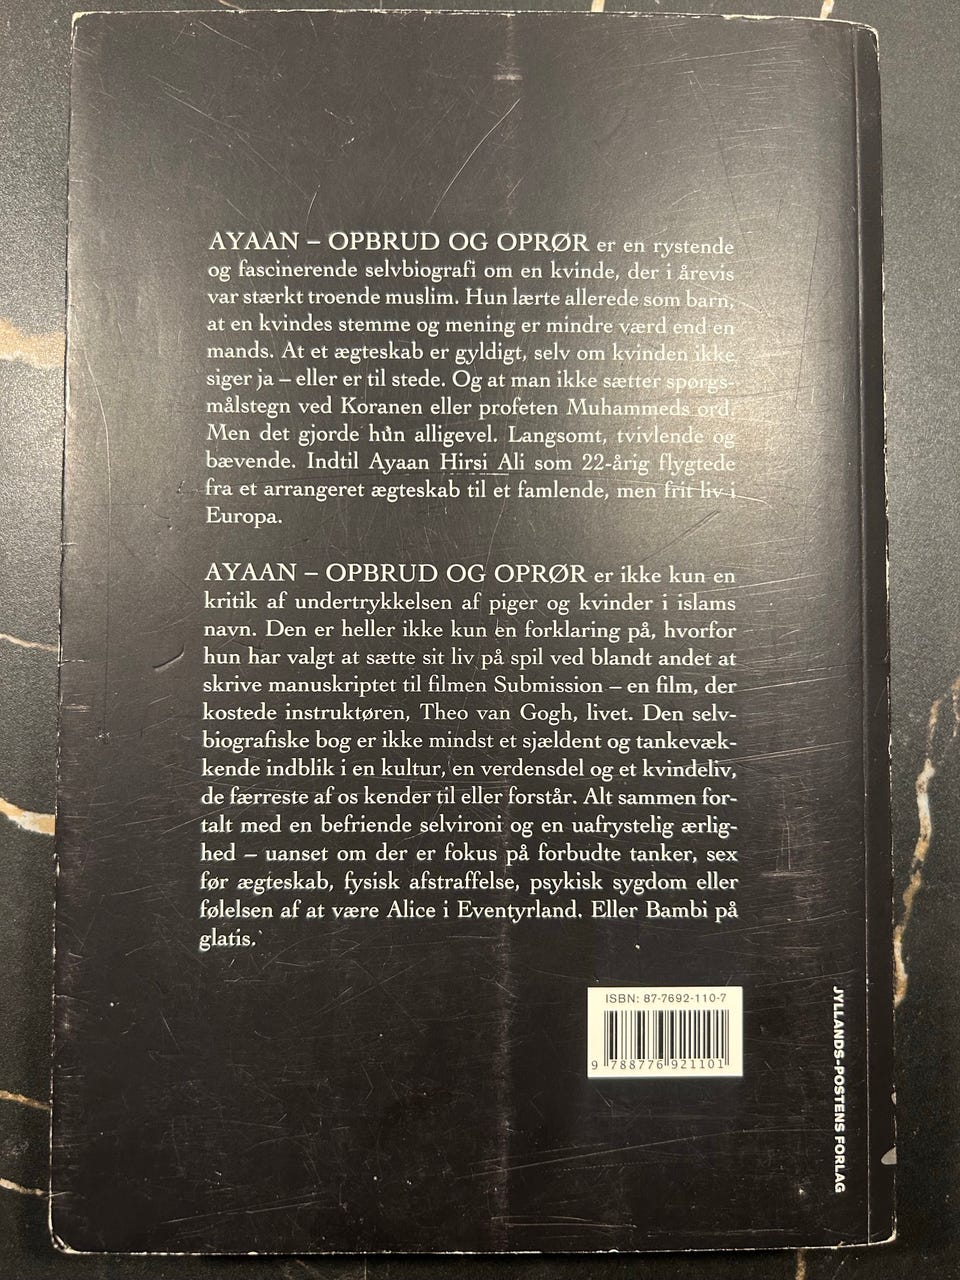 AYAAN – OPBRUD OG OPRØR er en rystende
og fascinerende selvbiografi om en kvinde, der i årevis
var stærkt troende muslim. Hun lærte allerede som barn,
at en kvindes stemme og mening er mindre værd end en
mands. At et ægteskab er gyldigt, selv om kvinden ikke
siger ja – eller er til stede. Og at man ikke sætter spørgs-
målstegn ved Koranen eller profeten Muhammeds ord.
Men det gjorde hun alligevel. Langsomt, tvivlende og
bævende. Indtil Ayaan Hirsi Ali som 22-årig flygtede
fra et arrangeret ægteskab til et famlende, men frit liv i
Europa.
AYAAN – OPBRUD OG OPRØR er ikke kun en
kritik af undertrykkelsen af piger og kvinder i islams
navn. Den er heller ikke kun en forklaring på, hvorfor
hun har valgt at sætte sit liv på spil ved blandt andet at
skrive manuskriptet til filmen Submission – en film, der
kostede instruktøren, Theo van Gogh, livet. Den selv-
biografiske bog er ikke mindst et sjældent og tankevæk-
kende indblik i en kultur, en verdensdel og et kvindeliv,
de færreste af os kender til eller forstår. Alt sammen for-
talt med en befriende selvironi og en uafrystelig ærlig-
hed – uanset om der er fokus på forbudte tanker, sex
før ægteskab, fysisk afstraffelse, psykisk sygdom eller
følelsen af at være Alice i Eventyrland. Eller Bambi på
glatis.
ISBN: 87-7692-110-7
9 788776 921101
JYLLANDS-POSTENS FORLAG